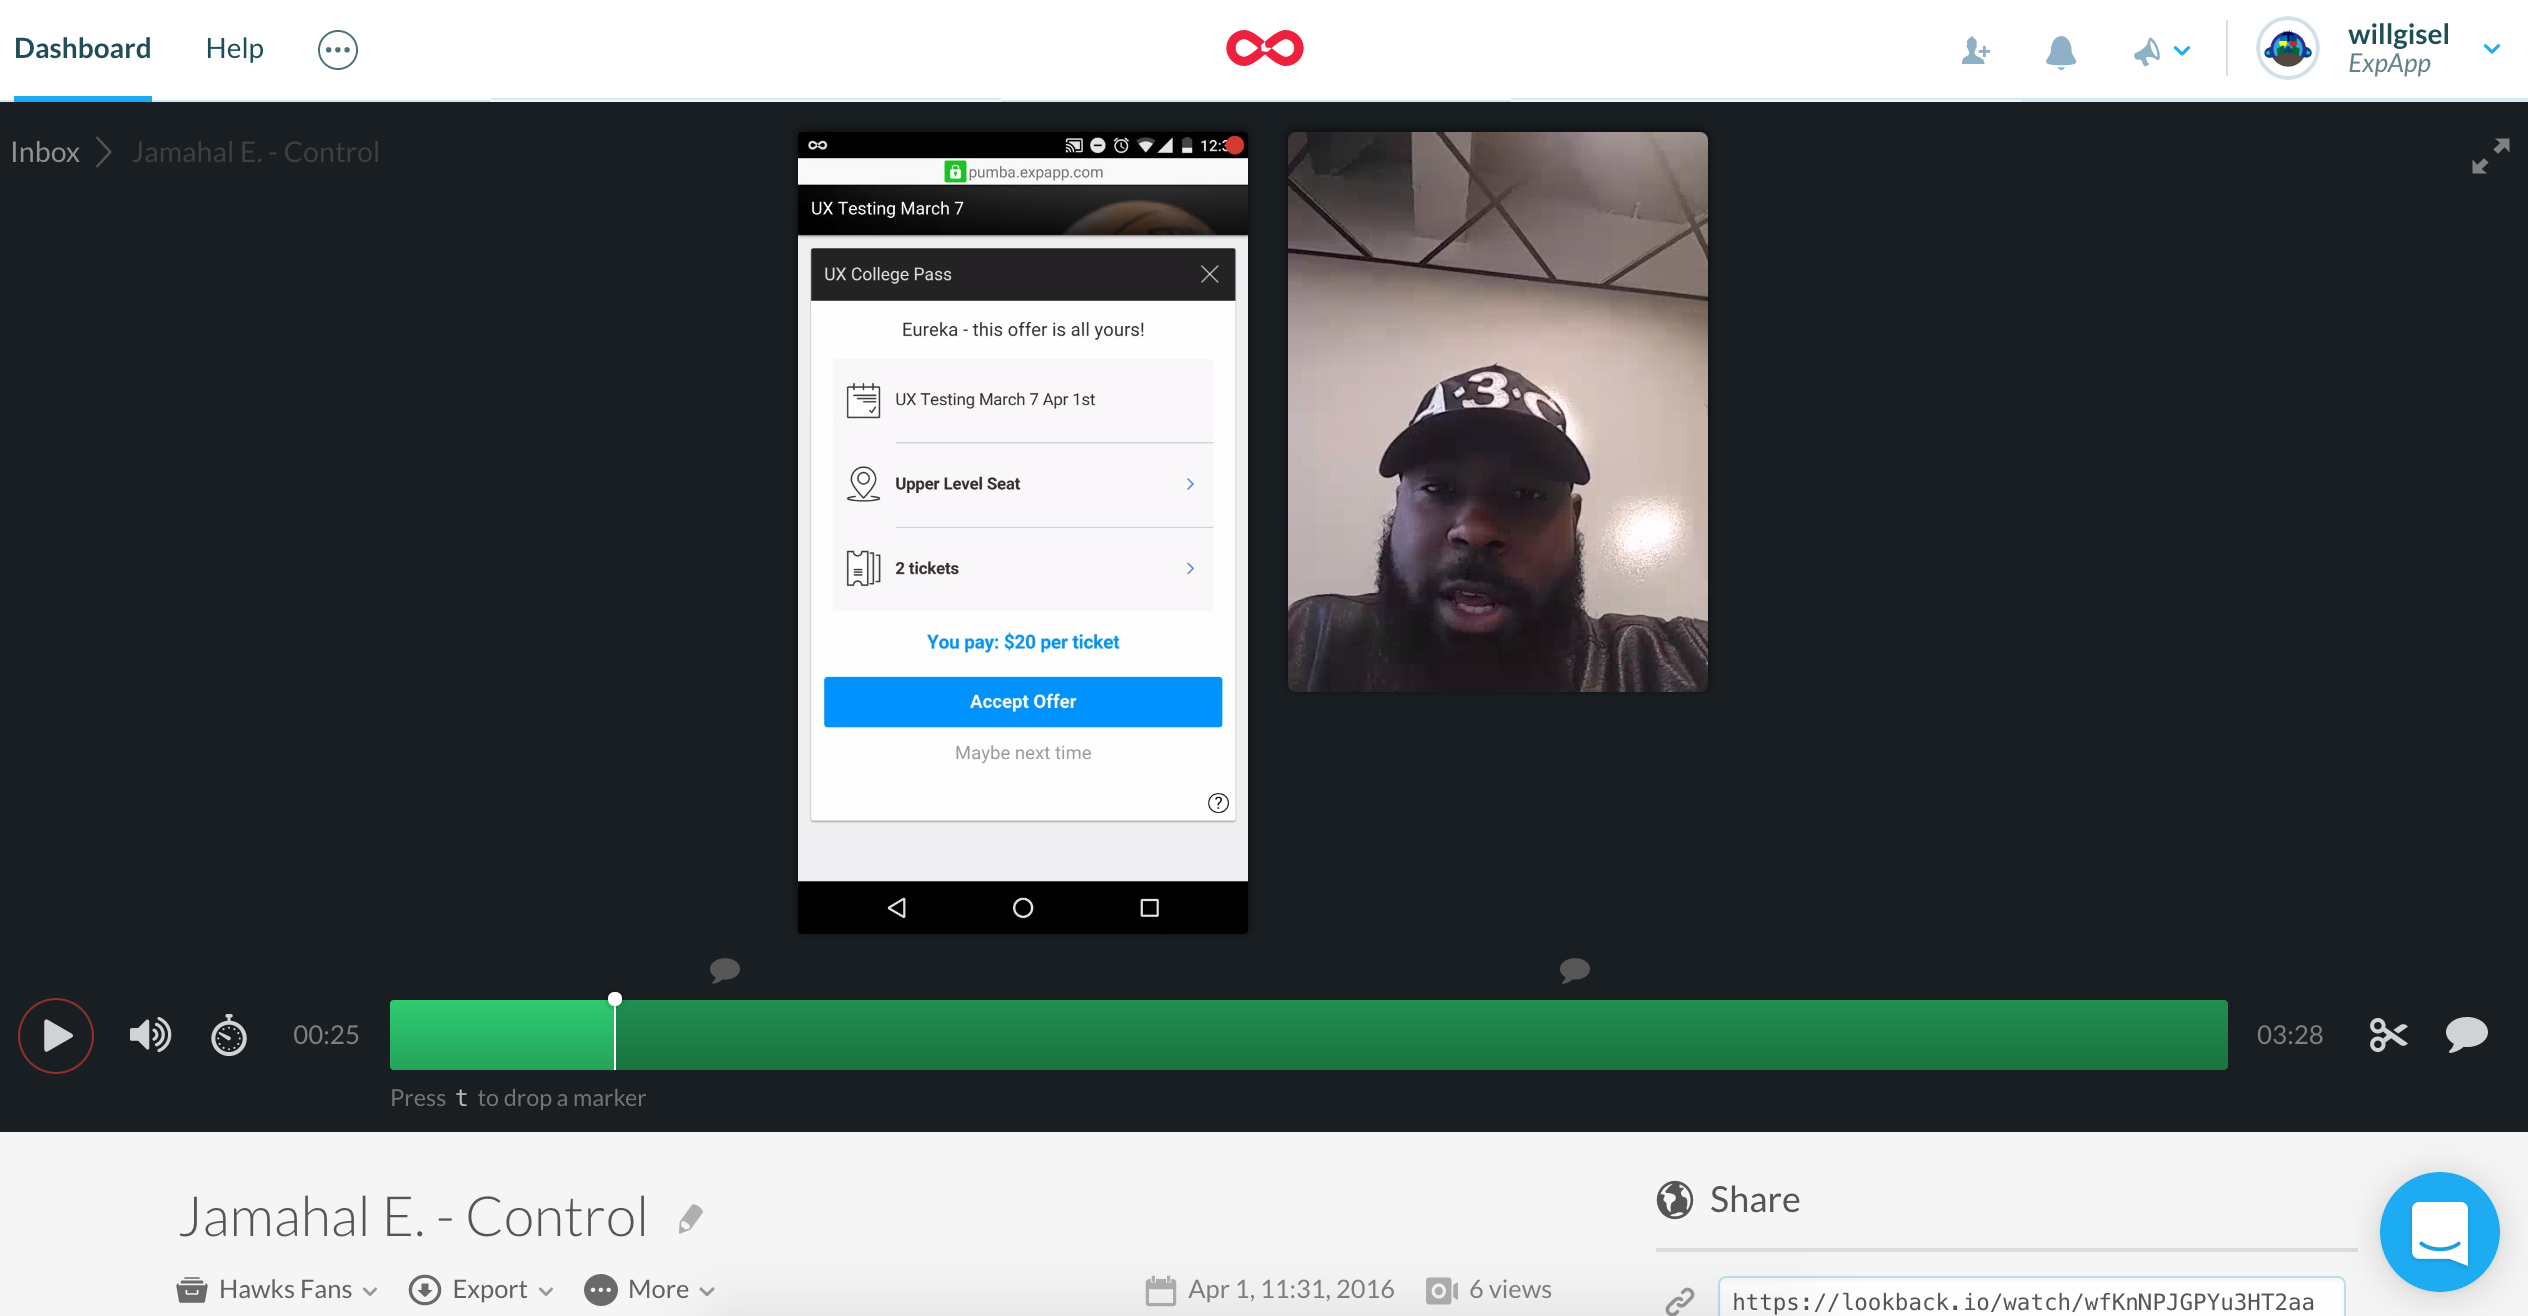 Dashboard
Help
willgisel
ExpApp
Inbox
Jamahal E. - Control
pumba.expapp.com
UX Testing March 7
UX College Pass
Eureka - this offer is all yours!
UX Testing March 7 Apr 1st
Upper Level Seat
2 tickets
You pay: $20 per ticket
Accept Offer
Maybe next time
A·3·C
00:25
03:28
Press t to drop a marker
Jamahal E. - Control
Share
Hawks Fans
Export
More
Apr 1, 11:31, 2016
6 views
https://lookback.io/watch/wfKnNPJGPYu3HT2aa